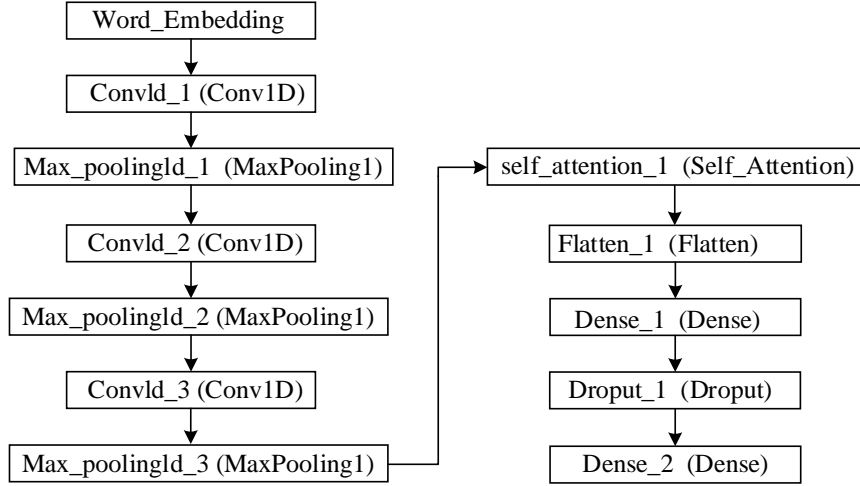 Word_Embedding
Convld_1 (Conv1D)
Max_poolingld_1 (MaxPooling1)
Convld_2 (Conv1D)
Max_poolingld_2 (MaxPooling1)
Convld_3 (Conv1D)
Max_poolingld_3 (MaxPooling1)
self_attention_1 (Self_Attention)
Flatten_1 (Flatten)
Dense_1 (Dense)
Droput_1 (Droput)
Dense_2 (Dense)